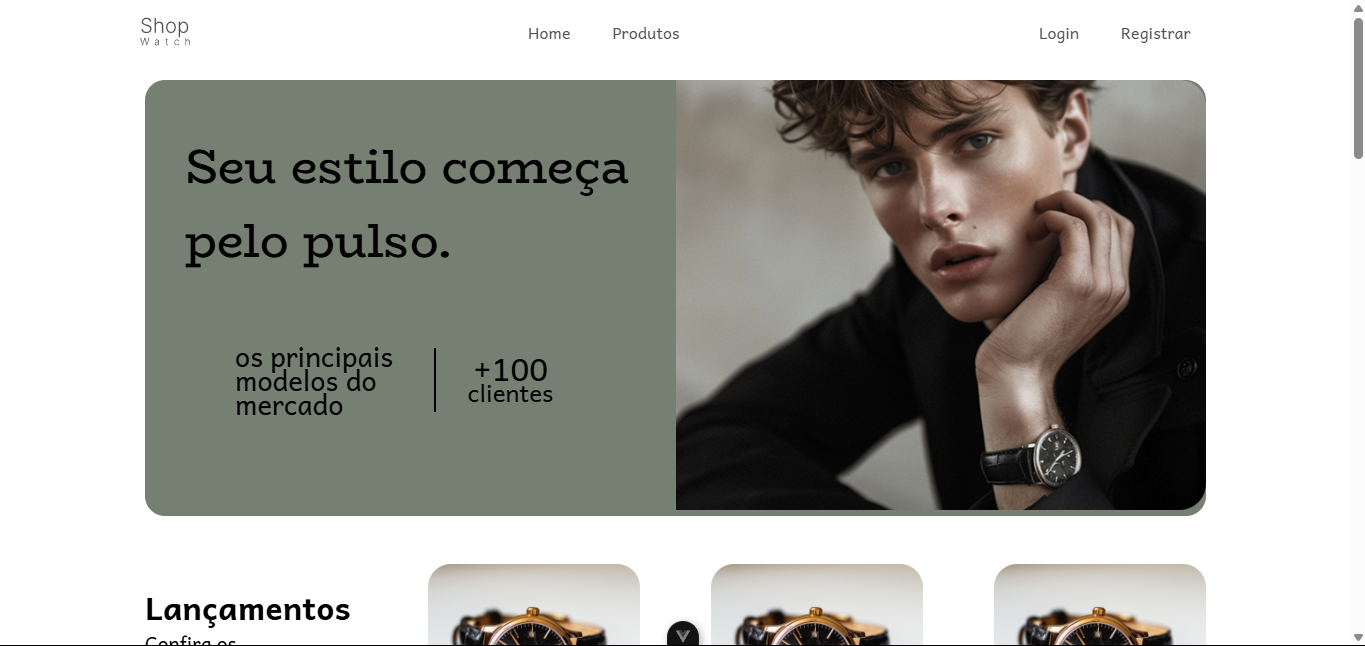 Shop
Watch
Home
Produtos
Login
Registrar
Seu estilo começa
pelo pulso.
os principais
modelos do
mercado
+100
clientes
Lançamentos
Confira os